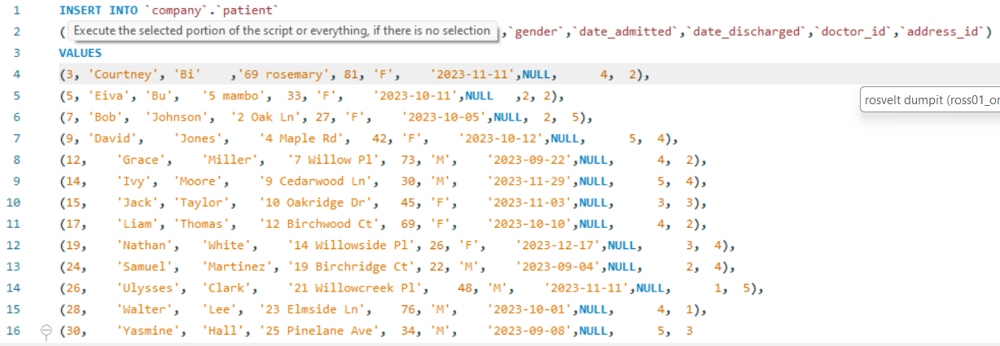 1 INSERT INTO `company`.`patient`
2 ( Execute the selected portion of the script or everything, if there is no selection ,`gender`,`date_admitted`,`date_discharged`,`doctor_id`,`address_id`)
3 VALUES
4 (3, 'Courtney', 'Bi' ,'69 rosemary', 81, 'F', '2023-11-11',NULL, 4, 2),
5 (5, 'Eiva', 'Bu', '5 mambo', 33, 'F', '2023-10-11',NULL ,2, 2),
rosvelt dumpit (ross01_or
6 (7, 'Bob', 'Johnson', '2 Oak Ln', 27, 'F', '2023-10-05',NULL, 2, 5),
7 (9, 'David', 'Jones', '4 Maple Rd', 42, 'F', '2023-10-12',NULL, 5, 4),
8 (12, 'Grace', 'Miller', '7 Willow Pl', 73, 'M', '2023-09-22',NULL, 4, 2),
9 (14, 'Ivy', 'Moore', '9 Cedarwood Ln', 30, 'M', '2023-11-29',NULL, 5, 4),
10 (15, 'Jack', 'Taylor', '10 Oakridge Dr', 45, 'F', '2023-11-03',NULL, 3, 3),
11 (17, 'Liam', 'Thomas', '12 Birchwood Ct', 69, 'F', '2023-10-10',NULL, 4, 2),
12 (19, 'Nathan', 'White', '14 Willowside Pl', 26, 'F', '2023-12-17',NULL, 3, 4),
13 (24, 'Samuel', 'Martinez', '19 Birchridge Ct', 22, 'M', '2023-09-04',NULL, 2, 4),
14 (26, 'Ulysses', 'Clark', '21 Willowcreek Pl', 48, 'M', '2023-11-11',NULL, 1, 5),
15 (28, 'Walter', 'Lee', '23 Elmside Ln', 76, 'M', '2023-10-01',NULL, 4, 1),
16 (30, 'Yasmine', 'Hall', '25 Pinelane Ave', 34, 'M', '2023-09-08',NULL, 5, 3